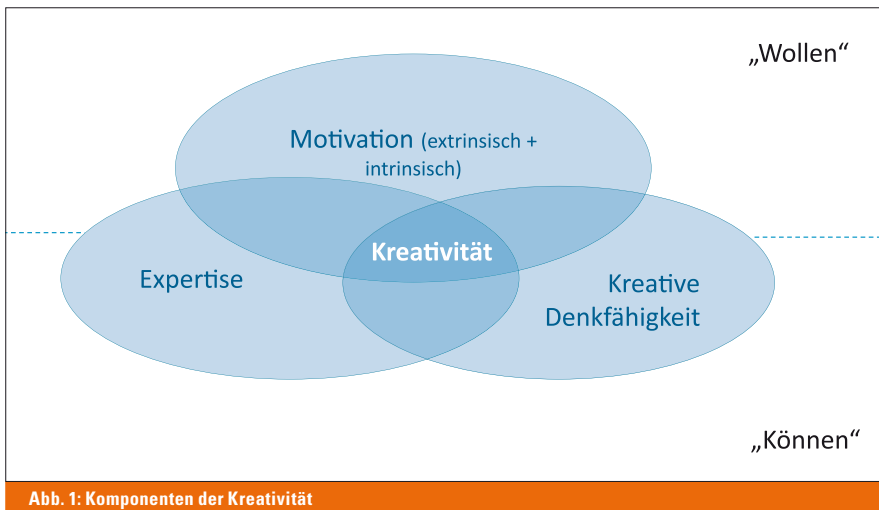 „Wollen“
Motivation (extrinsisch +
intrinsisch)
Kreativität
Expertise
Kreative
Denkfähigkeit
„Können“
Abb. 1: Komponenten der Kreativität